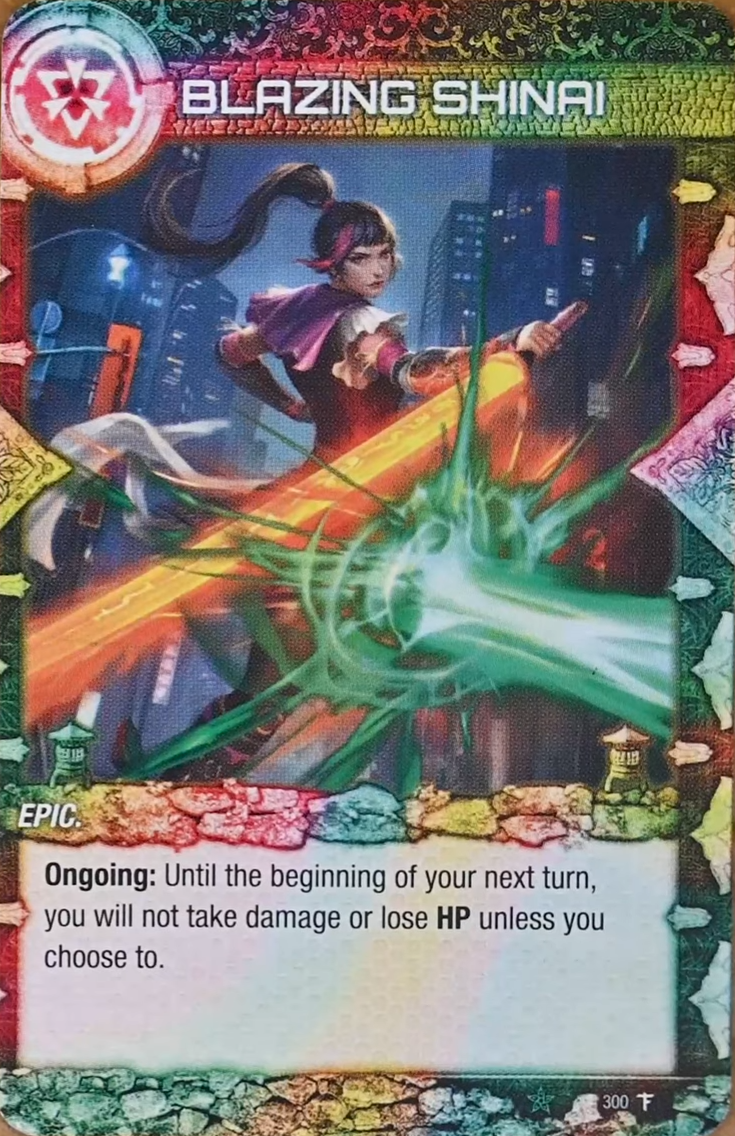 BLAZING SHINAI
EPIC.
Ongoing: Until the beginning of your next turn,
you will not take damage or lose HP unless you
choose to.
300